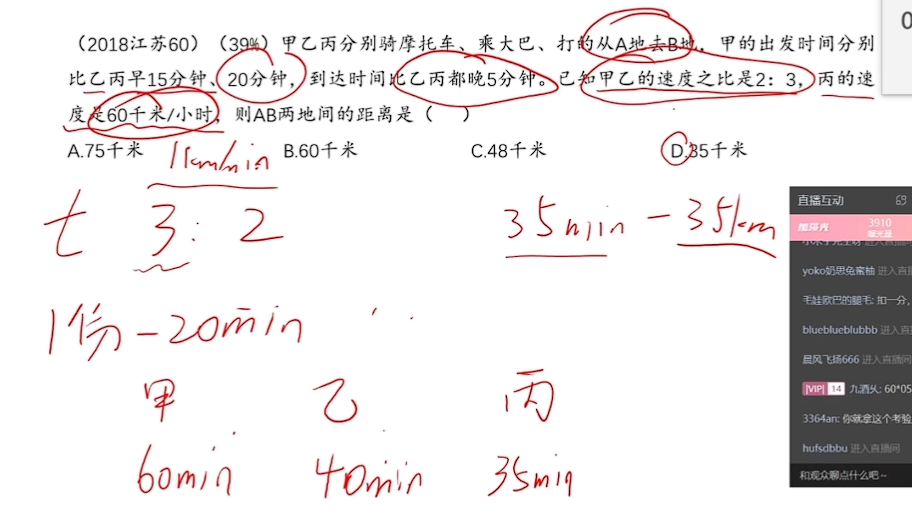 0
（2018江苏60）（39%）甲乙丙分别骑摩托车、乘大巴、打的从A地去B地，甲的出发时间分别
比乙丙早15分钟、20分钟，到达时间比乙丙都晚5分钟。已知甲乙的速度之比是2：3，丙的速
度是60千米/小时，则AB两地间的距离是（ ）
A.75千米 B.60千米 C.48千米 D.35千米
1km/min
t 3:2
35min-35km
1份-20min
甲 乙 丙
60min 40min 35min
直播互动 69
3910
yoko奶思兔蜜柚 进入直播
毛娃欧巴的腿毛: 扣一分,
blueblueblubbb 进入直
晨风飞扬666 进入直播间
|VIP| 14 九酒乆: 60*05
3364an: 你就拿这个考验
hufsdbbu 进入直播间
和观众聊点什么吧~